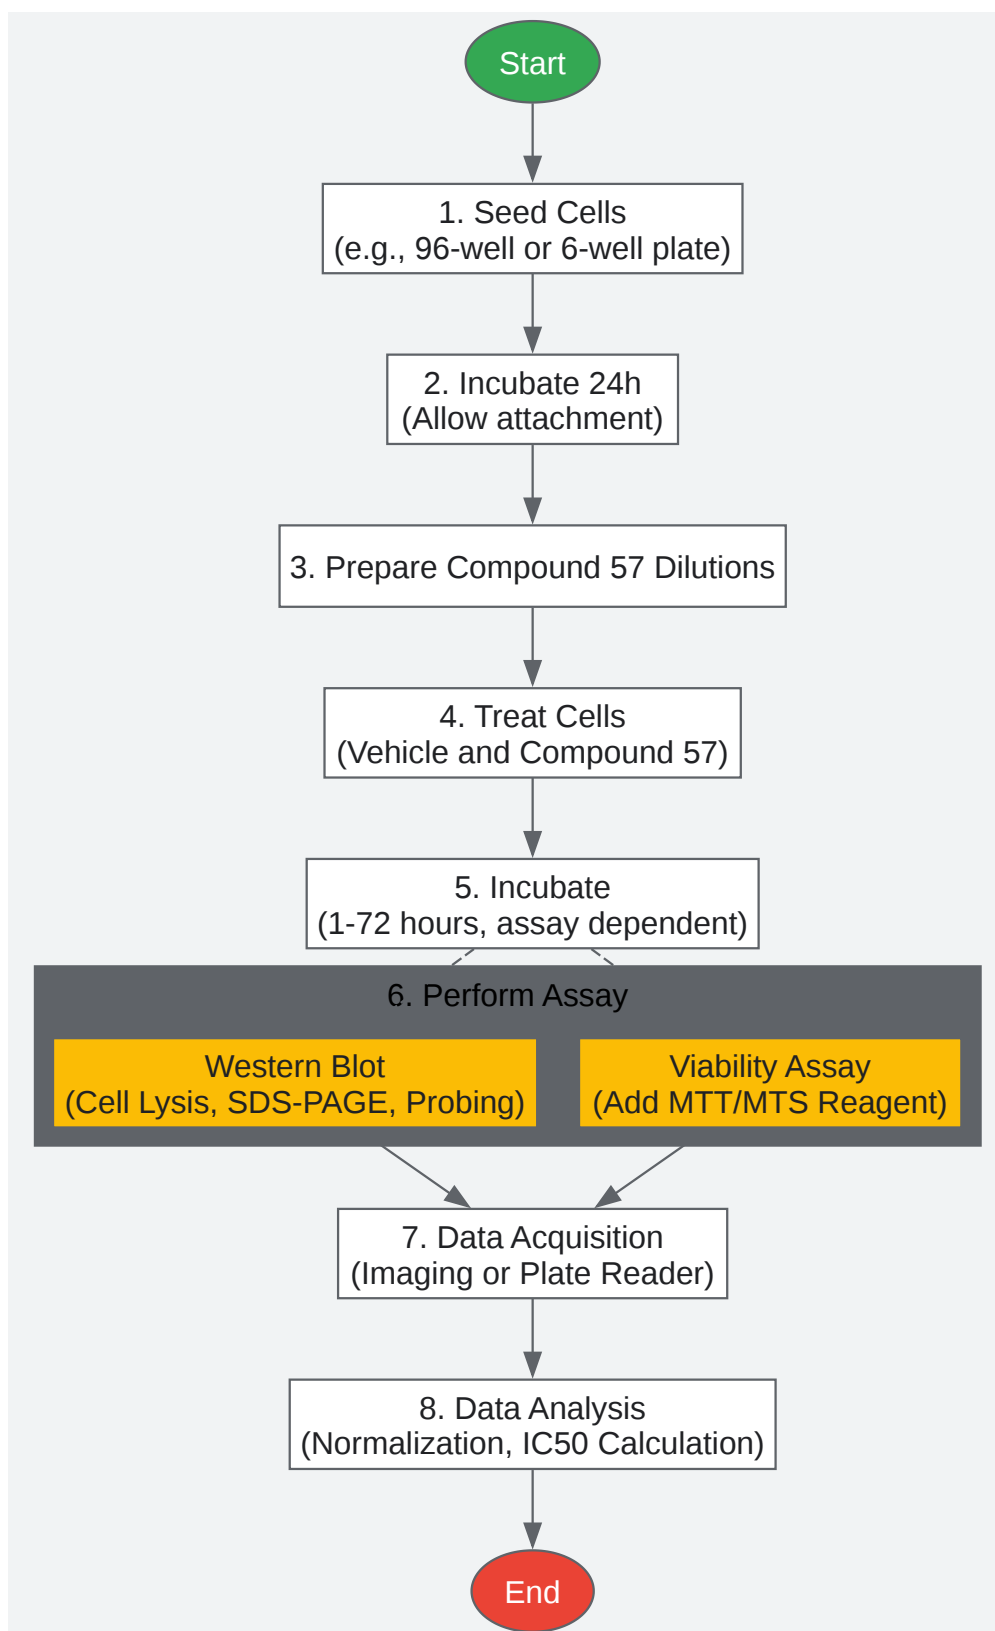 Start
1. Seed Cells
(e.g., 96-well or 6-well plate)
2. Incubate 24h
(Allow attachment)
3. Prepare Compound 57 Dilutions
4. Treat Cells
(Vehicle and Compound 57)
5. Incubate
(1-72 hours, assay dependent)
6. Perform Assay
Western Blot
(Cell Lysis, SDS-PAGE, Probing)
Viability Assay
(Add MTT/MTS Reagent)
7. Data Acquisition
(Imaging or Plate Reader)
8. Data Analysis
(Normalization, IC50 Calculation)
End